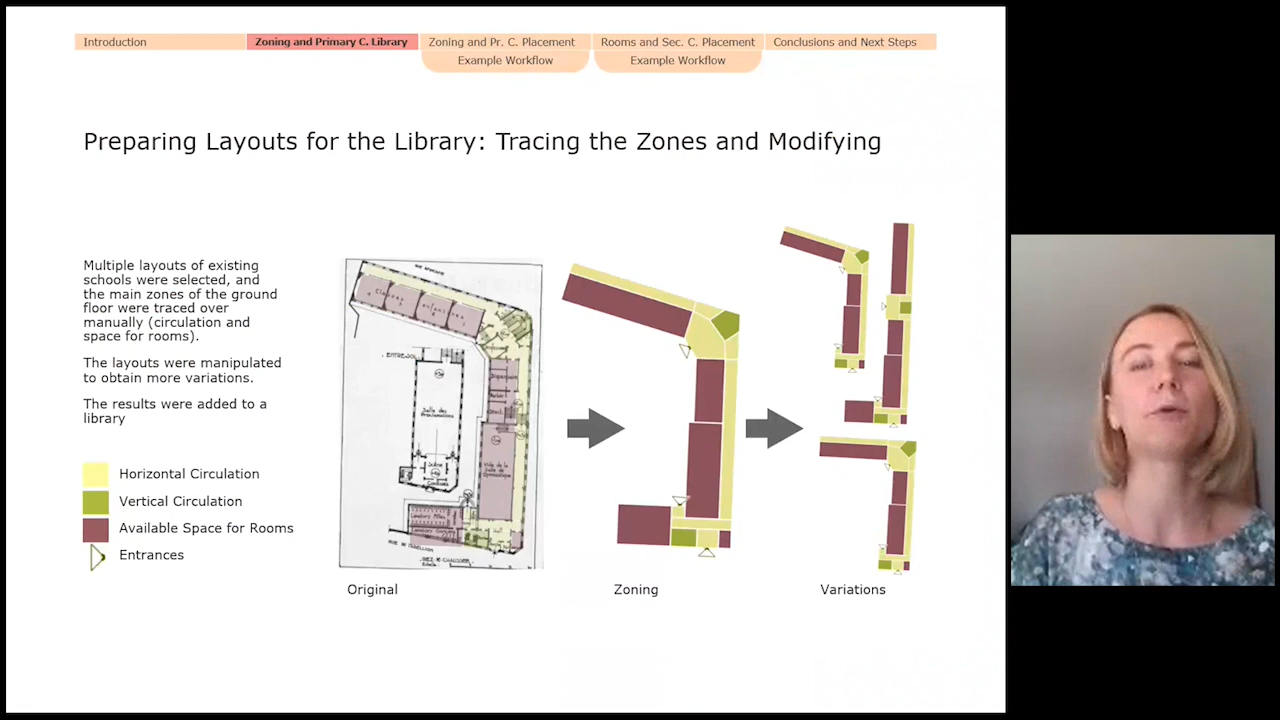 Introduction
Zoning and Primary C. Library
Zoning and Pr. C. Placement
Rooms and Sec. C. Placement
Conclusions and Next Steps
Example Workflow
Example Workflow
Preparing Layouts for the Library: Tracing the Zones and Modifying
Multiple layouts of existing
schools were selected, and
the main zones of the ground
floor were traced over
manually (circulation and
space for rooms).
The layouts were manipulated
to obtain more variations.
The results were added to a
library
Horizontal Circulation
Vertical Circulation
Available Space for Rooms
Entrances
Original
Zoning
Variations